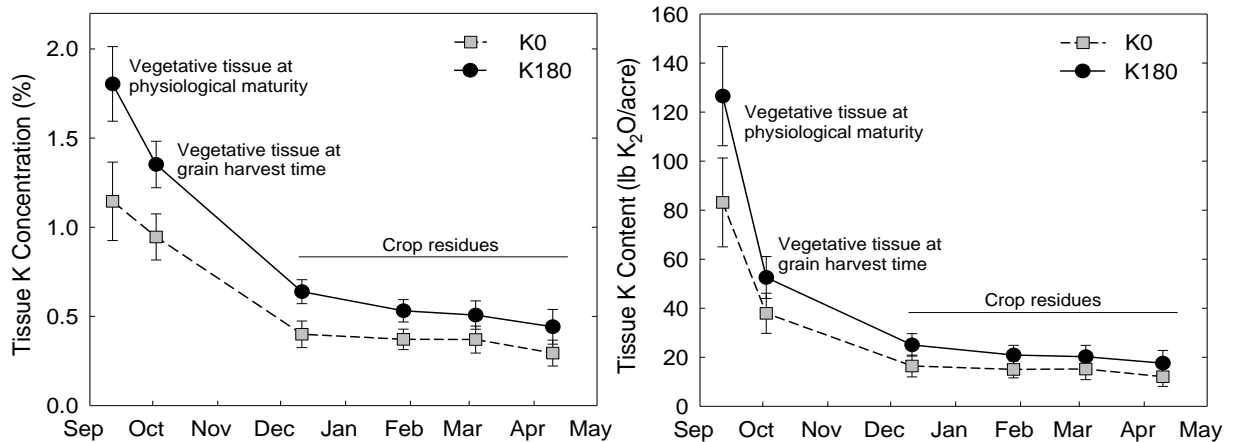 Tissue K Concentration (%)
2.0
1.5
1.0
0.5
0.0
K0
K180
Vegetative tissue at
physiological maturity
Vegetative tissue at
grain harvest time
Crop residues
Sep Oct Nov Dec Jan Feb Mar Apr May
Tissue K Content (lb K₂O/acre)
160
140
120
100
80
60
40
20
0
K0
K180
Vegetative tissue at
physiological maturity
Vegetative tissue at
grain harvest time
Crop residues
Sep Oct Nov Dec Jan Feb Mar Apr May